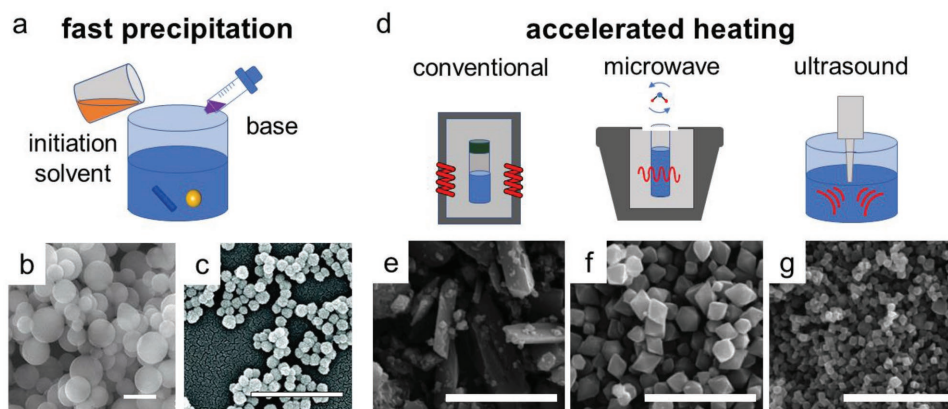 a fast precipitation
initiation
solvent
base
b
c
d accelerated heating
conventional
microwave
ultrasound
e
f
g